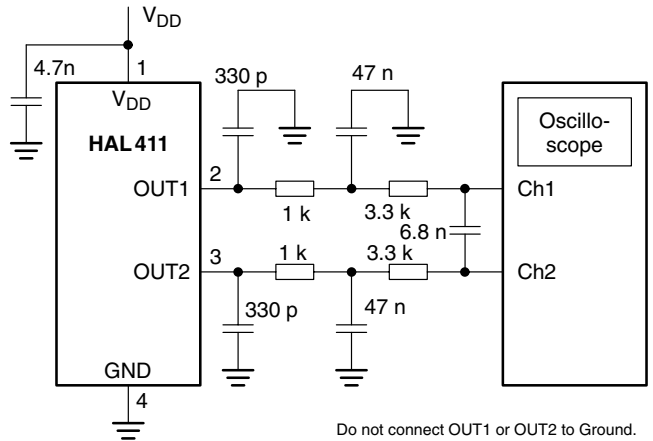 V_DD
4.7n
1
330 p
47 n
V_DD
HAL 411
Oscillo-
scope
OUT1
2
1 k
3.3 k
Ch1
6.8 n
OUT2
3
1 k
3.3 k
Ch2
330 p
47 n
GND
4
Do not connect OUT1 or OUT2 to Ground.